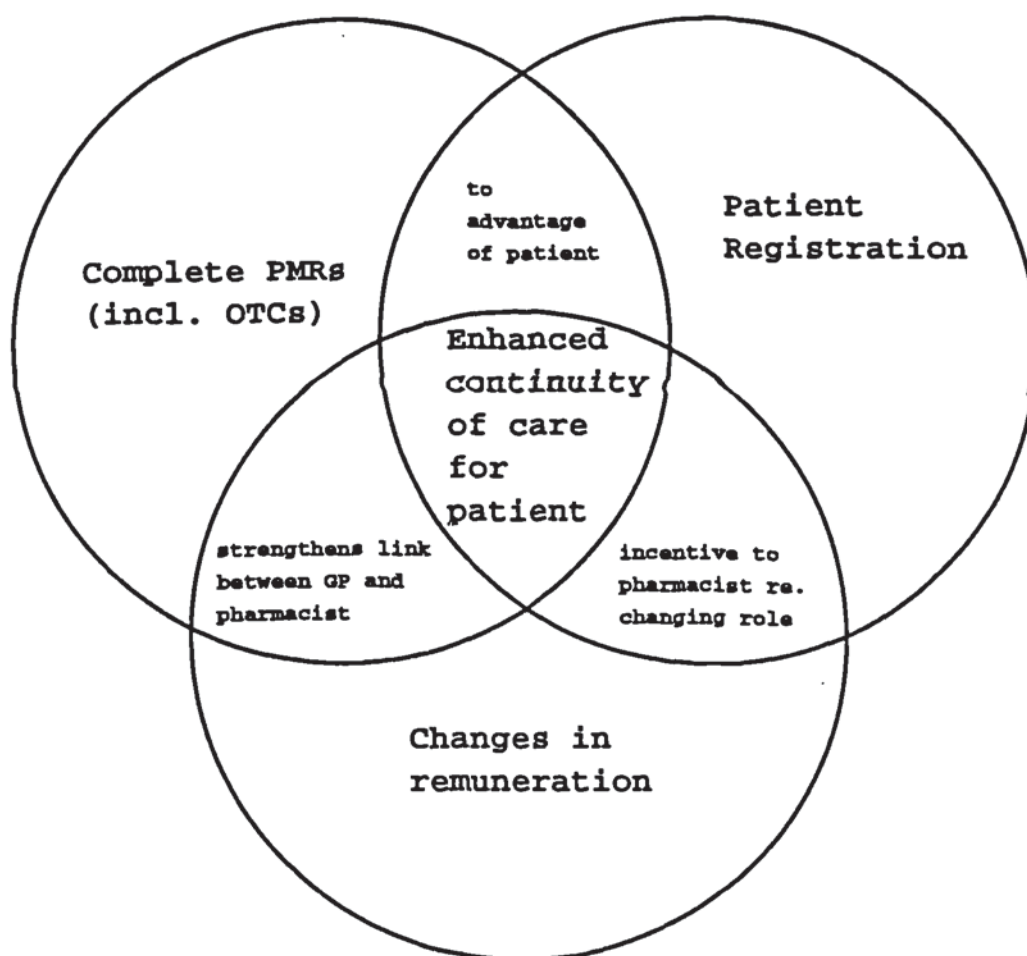 to
advantage
of patient
Patient
Registration
Complete PMRs
(incl. OTCs)
Enhanced
continuity
of care
for
patient
strengthens link
between GP and
pharmacist
incentive to
pharmacist re.
changing role
Changes in
remuneration